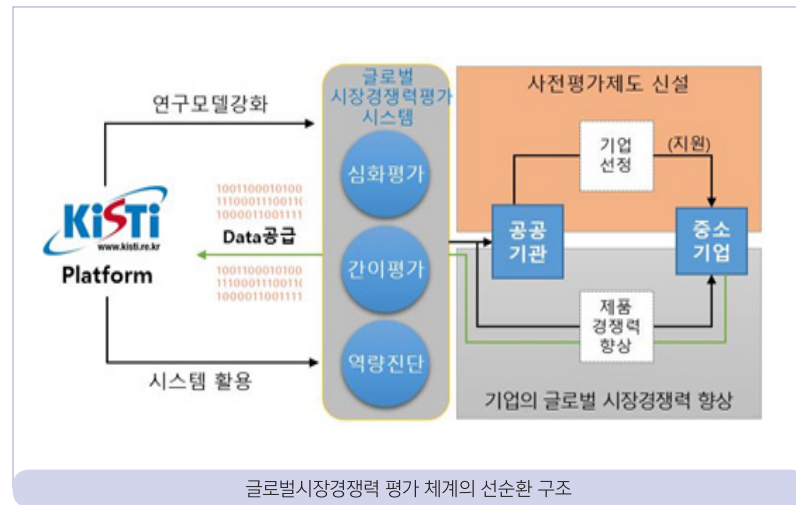 글로벌
시장경쟁력평가
시스템
사전평가제도 신설
연구모델강화
기업
선정
(지원)
심화평가
1001100010100
1110001110011(
1000011001111
KiSTi
www.kisti.re.kr
Platform
Data공급
공공
기관
중소
기업
간이평가
1001100010100
1110001110011(
1000011001111
제품
경쟁력
향상
역량진단
시스템 활용
기업의 글로벌 시장경쟁력 향상
글로벌시장경쟁력 평가 체계의 선순환 구조